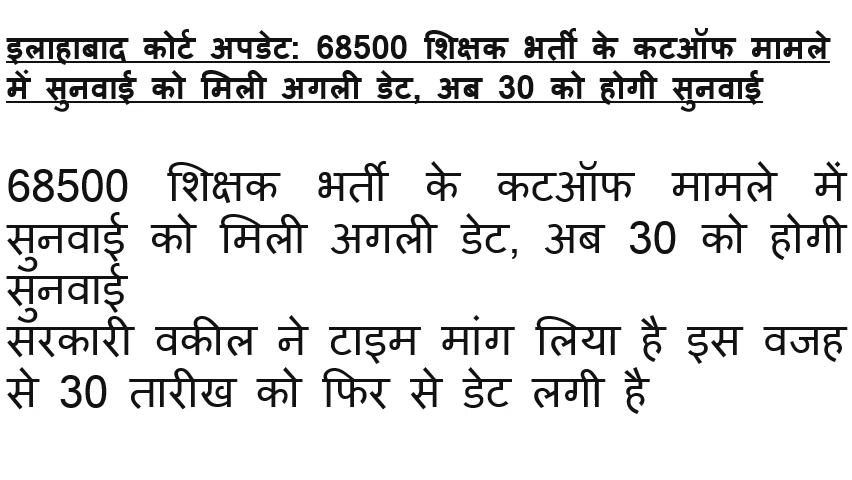 इलाहाबाद कोर्ट अपडेट: 68500 शिक्षक भर्ती के कटऑफ मामले
में सुनवाई को मिली अगली डेट, अब 30 को होगी सुनवाई
68500 शिक्षक भर्ती के कटऑफ मामले में
सुनवाई को मिली अगली डेट, अब 30 को होगी
सुनवाई
सरकारी वकील ने टाइम मांग लिया है इस वजह
से 30 तारीख को फिर से डेट लगी है